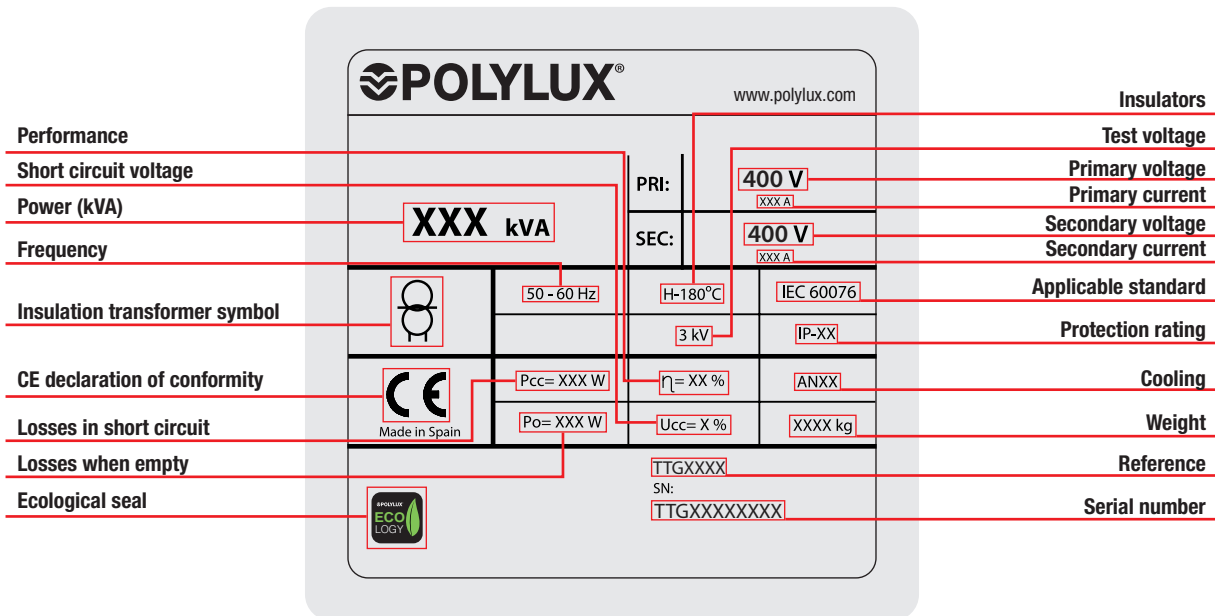 POLYLUX®
www.polylux.com
Insulators
Performance
Test voltage
Short circuit voltage
PRI:
400 V
Primary voltage
XXX A
Primary current
Power (kVA)
XXX kVA
SEC:
400 V
Secondary voltage
XXX A
Secondary current
Frequency
50 - 60 Hz
H-180°C
IEC 60076
Applicable standard
Insulation transformer symbol
3 kV
IP-XX
Protection rating
CE declaration of conformity
CE
Made in Spain
Pcc= XXX W
η= XX %
ANXX
Cooling
Losses in short circuit
Po= XXX W
Ucc= X %
XXXX kg
Weight
Losses when empty
TTGXXXX
Reference
SN:
Ecological seal
POLYLUX
ECO
LOGY
TTGXXXXXXXX
Serial number